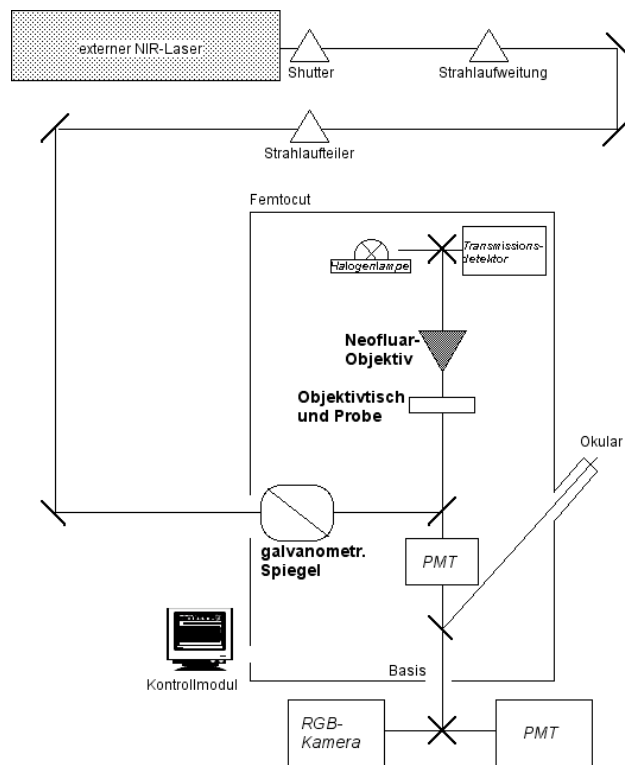 externer NIR-Laser
Shutter
Strahlaufweitung
Strahlaufteiler
Femtocut
Halogenlampe
Transmissions-
detektor
Neofluar-
Objektiv
Objektivtisch
und Probe
Okular
galvanometr.
Spiegel
PMT
Kontrollmodul
Basis
RGB-
Kamera
PMT